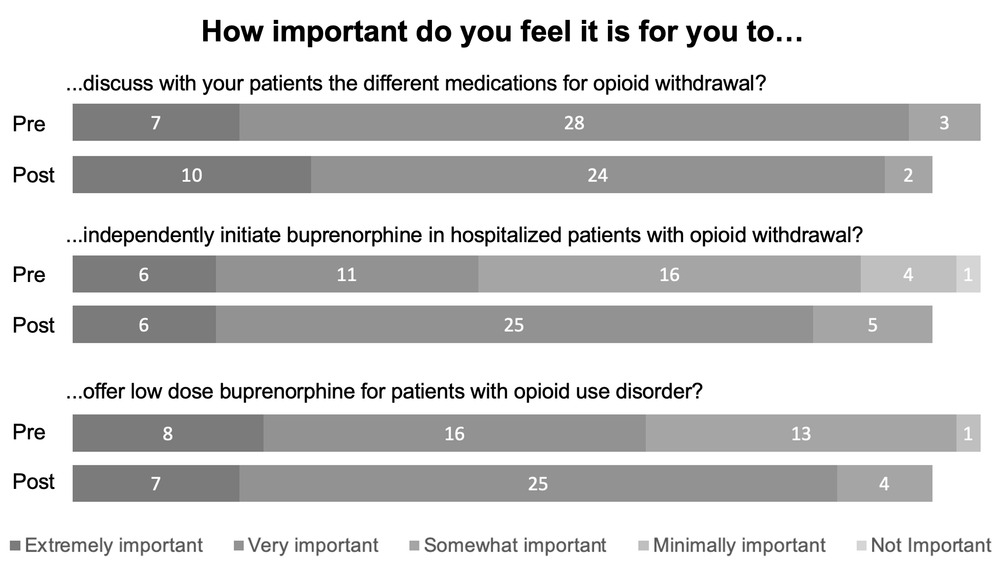 How important do you feel it is for you to…
...discuss with your patients the different medications for opioid withdrawal?
Pre 7 28 3
Post 10 24 2
...independently initiate buprenorphine in hospitalized patients with opioid withdrawal?
Pre 6 11 16 4 1
Post 6 25 5
...offer low dose buprenorphine for patients with opioid use disorder?
Pre 8 16 13 1
Post 7 25 4
Extremely important Very important Somewhat important Minimally important Not Important